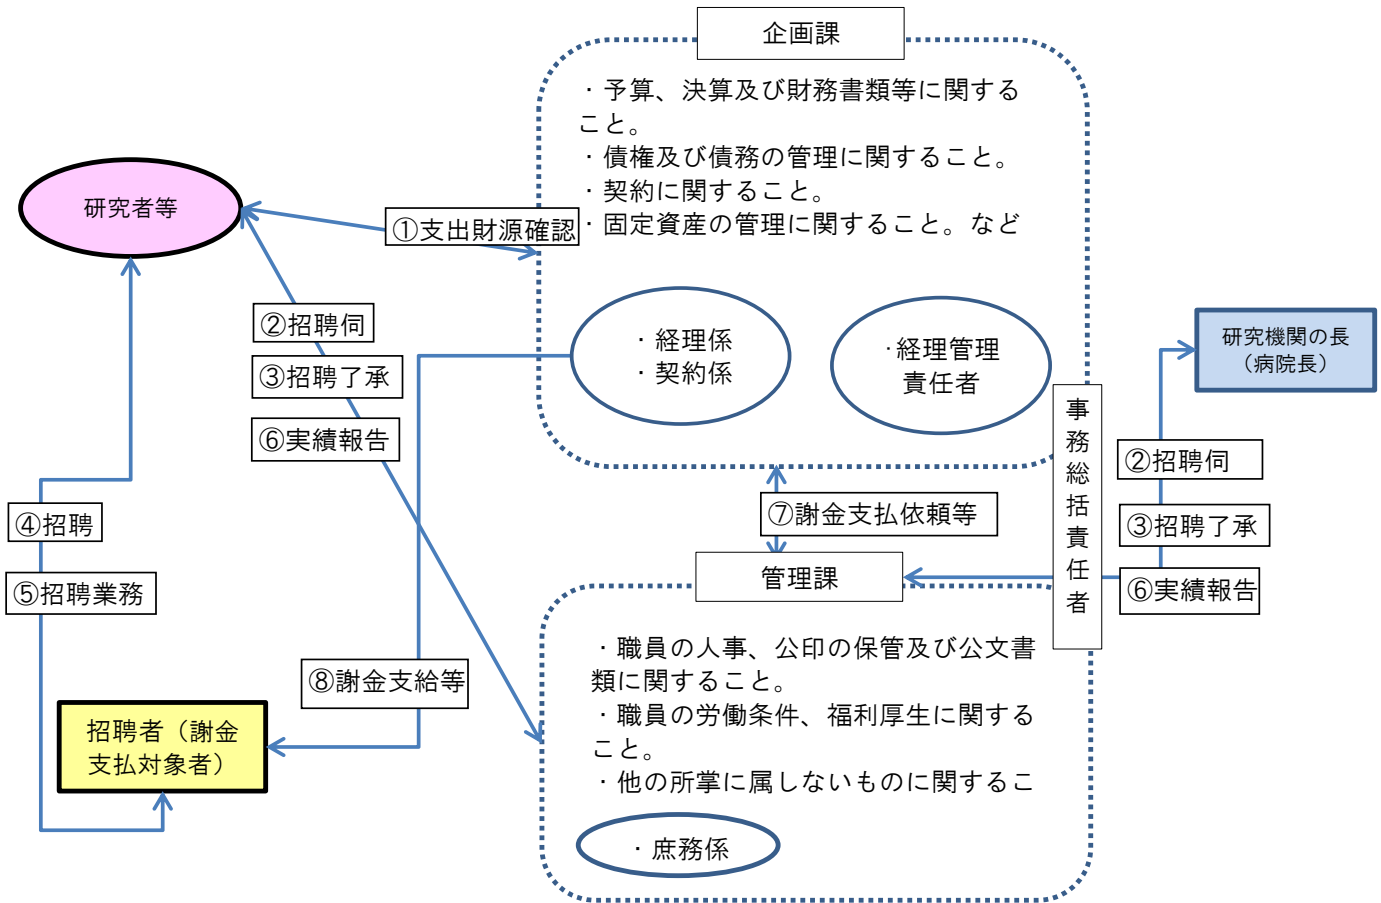 企画課
・予算、決算及び財務書類等に関する
こと。
・債権及び債務の管理に関すること。
・契約に関すること。
・固定資産の管理に関すること。など
研究者等
①支出財源確認
②招聘伺
③招聘了承
⑥実績報告
・経理係
・契約係
・経理管理
責任者
研究機関の長
（病院長）
事務総括責任者
②招聘伺
③招聘了承
⑥実績報告
④招聘
⑤招聘業務
⑦謝金支払依頼等
管理課
・職員の人事、公印の保管及び公文書
類に関すること。
・職員の労働条件、福利厚生に関する
こと。
・他の所掌に属しないものに関するこ
・庶務係
⑧謝金支給等
招聘者（謝金
支払対象者）